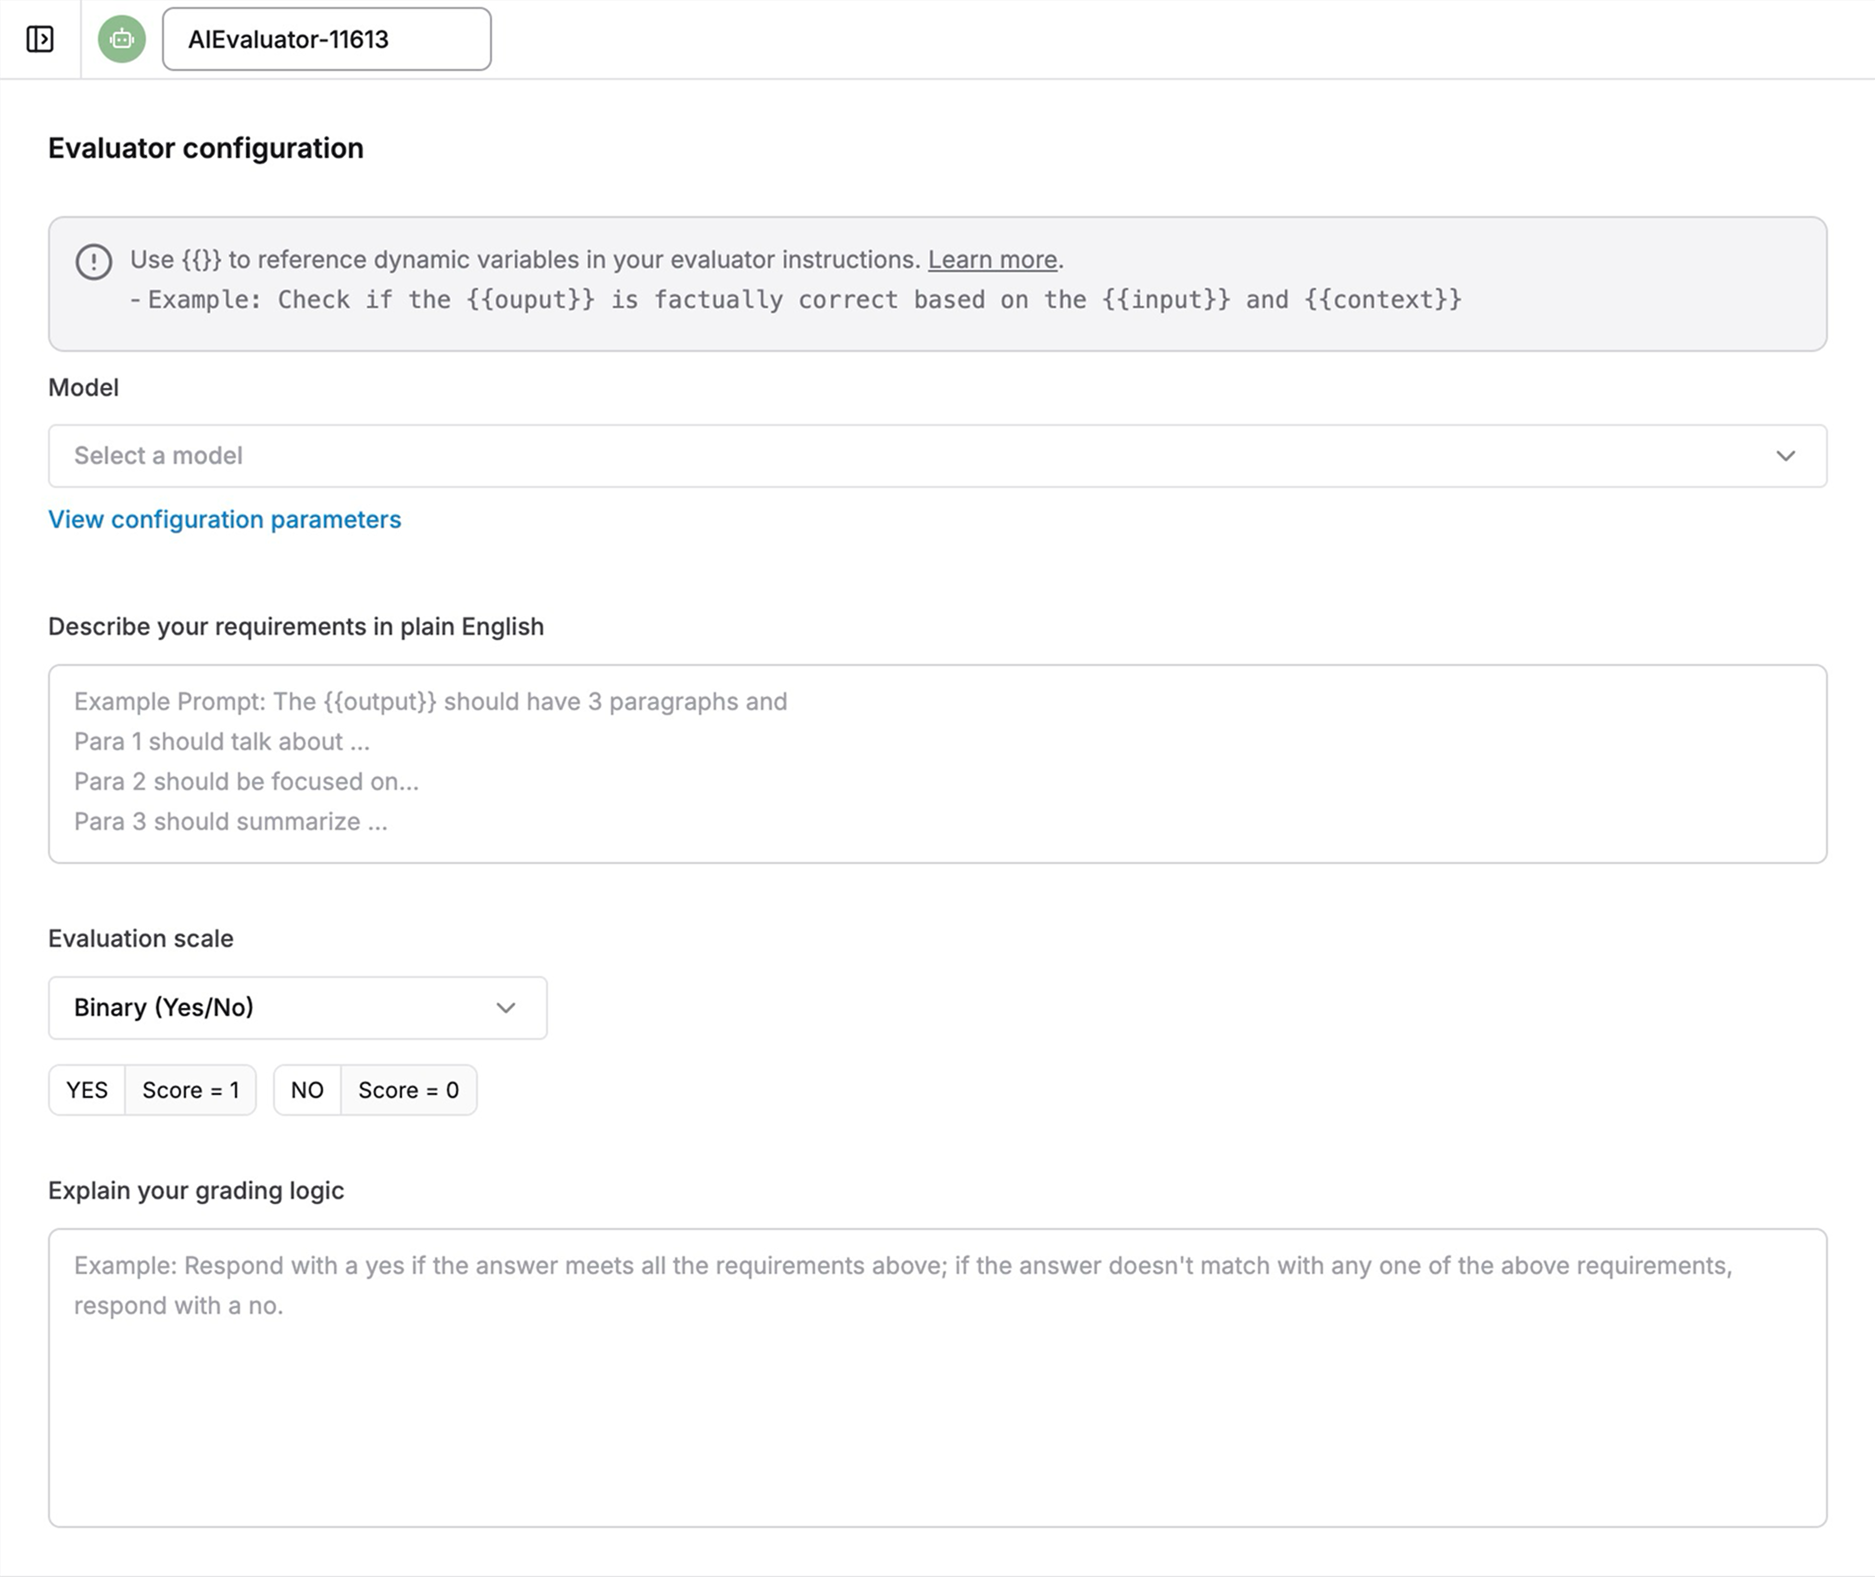 AIEvaluator-11613
Evaluator configuration
Use {{}} to reference dynamic variables in your evaluator instructions. Learn more.
- Example: Check if the {{ouput}} is factually correct based on the {{input}} and {{context}}
Model
Select a model
View configuration parameters
Describe your requirements in plain English
Example Prompt: The {{output}} should have 3 paragraphs and
Para 1 should talk about ...
Para 2 should be focused on...
Para 3 should summarize ...
Evaluation scale
Binary (Yes/No)
YES Score = 1 NO Score = 0
Explain your grading logic
Example: Respond with a yes if the answer meets all the requirements above; if the answer doesn't match with any one of the above requirements,
respond with a no.